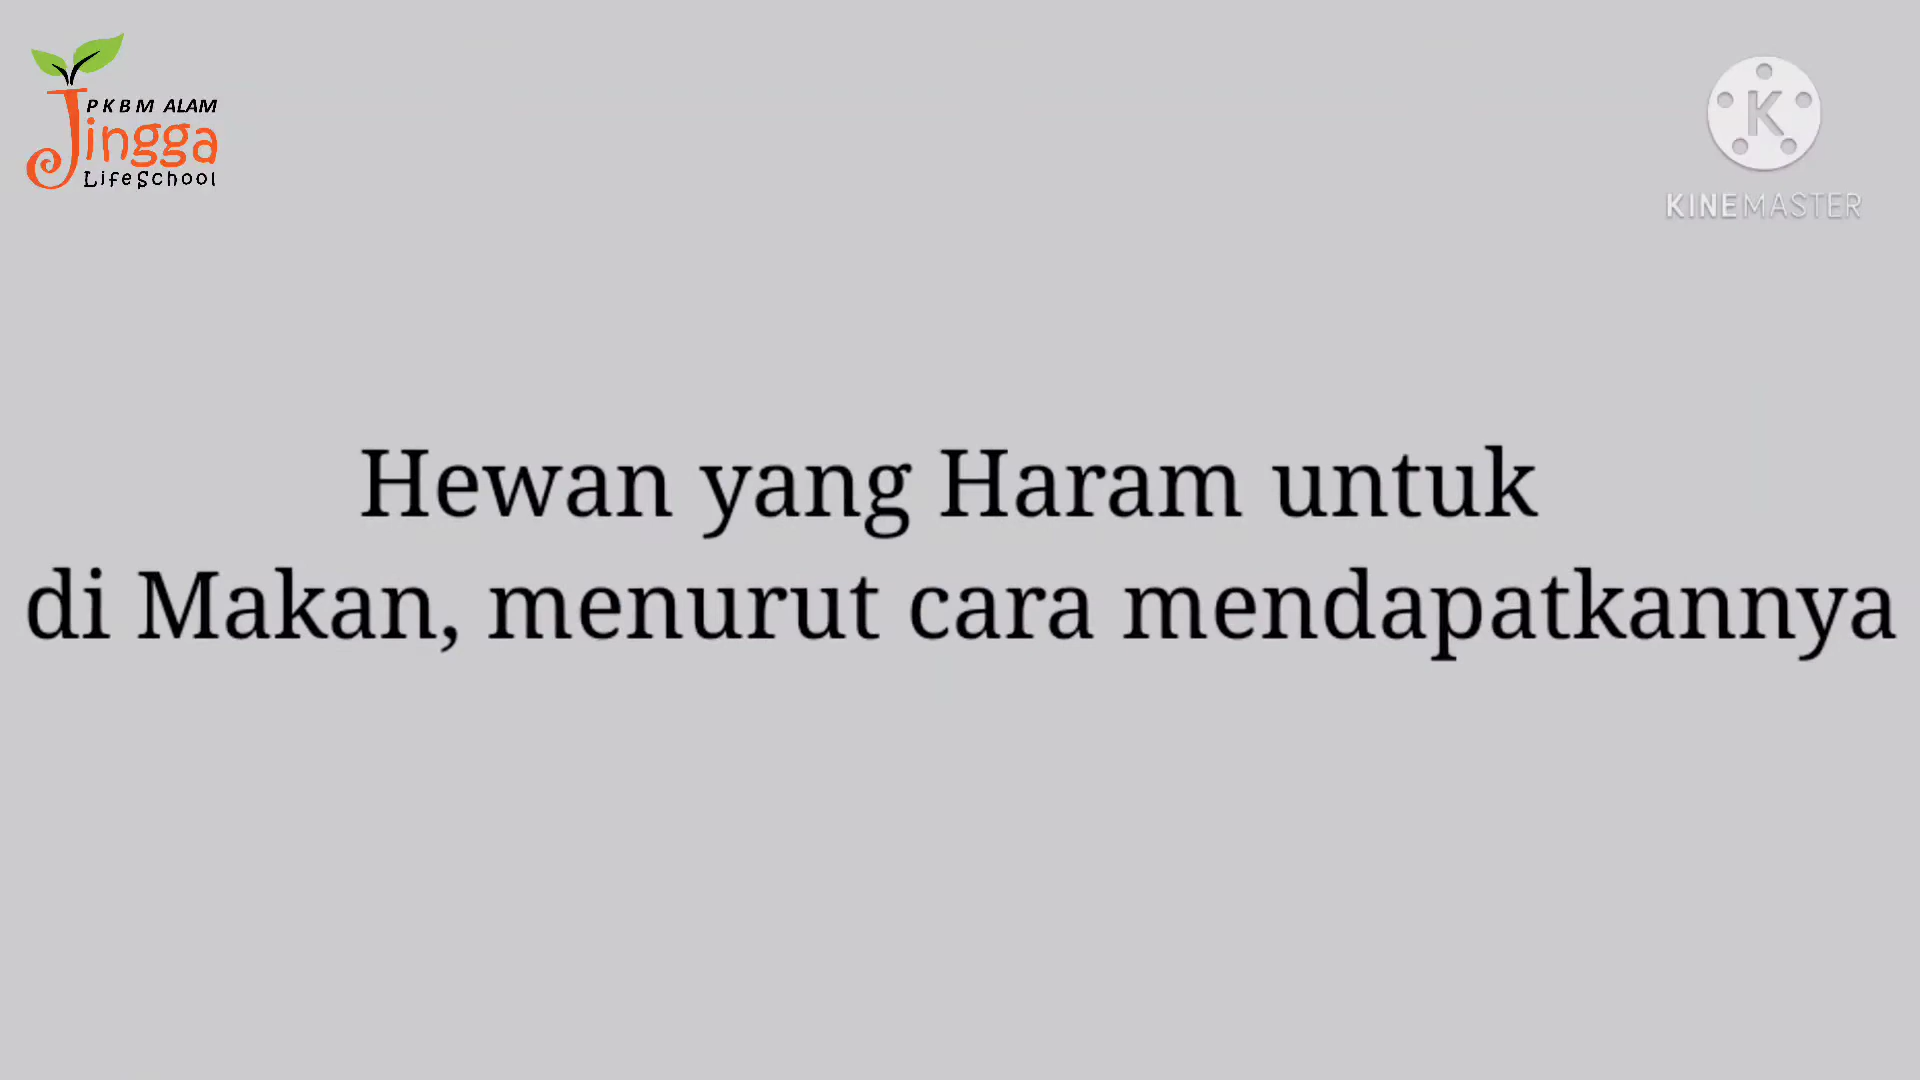 PKBM ALAM
Jingga
LifeSchool
K
KINEMASTER
Hewan yang Haram untuk
di Makan, menurut cara mendapatkannya